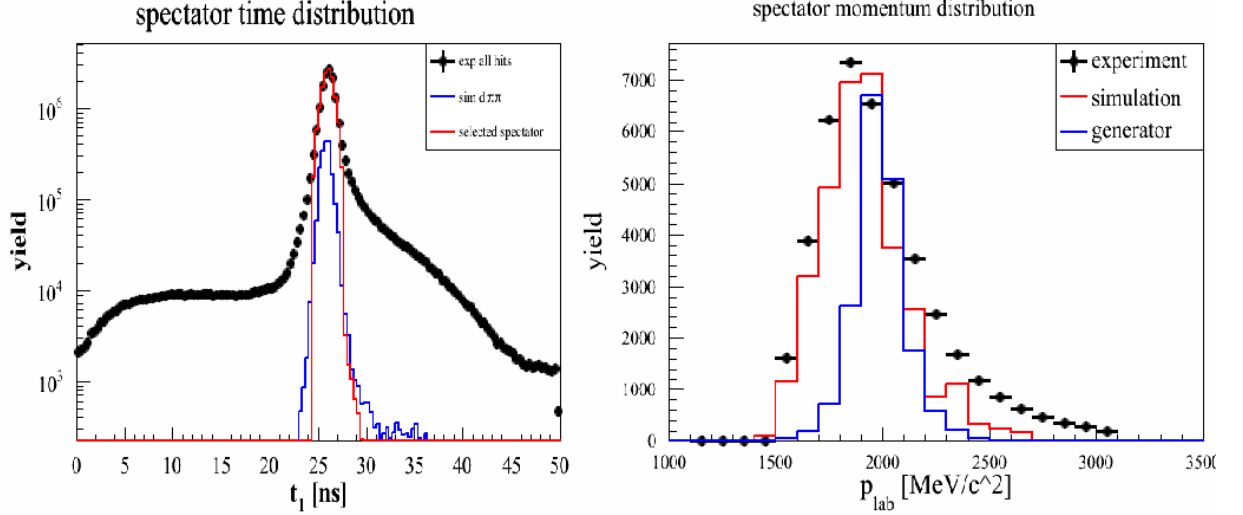 spectator time distribution
exp all hits
sim dππ
selected spectator
10^6
10^5
10^4
10^3
yield
0 5 10 15 20 25 30 35 40 45 50
t_1 [ns]
spectator momentum distribution
experiment
simulation
generator
7000
6000
5000
4000
3000
2000
1000
0
yield
1000 1500 2000 2500 3000 3500
p_lab [MeV/c^2]